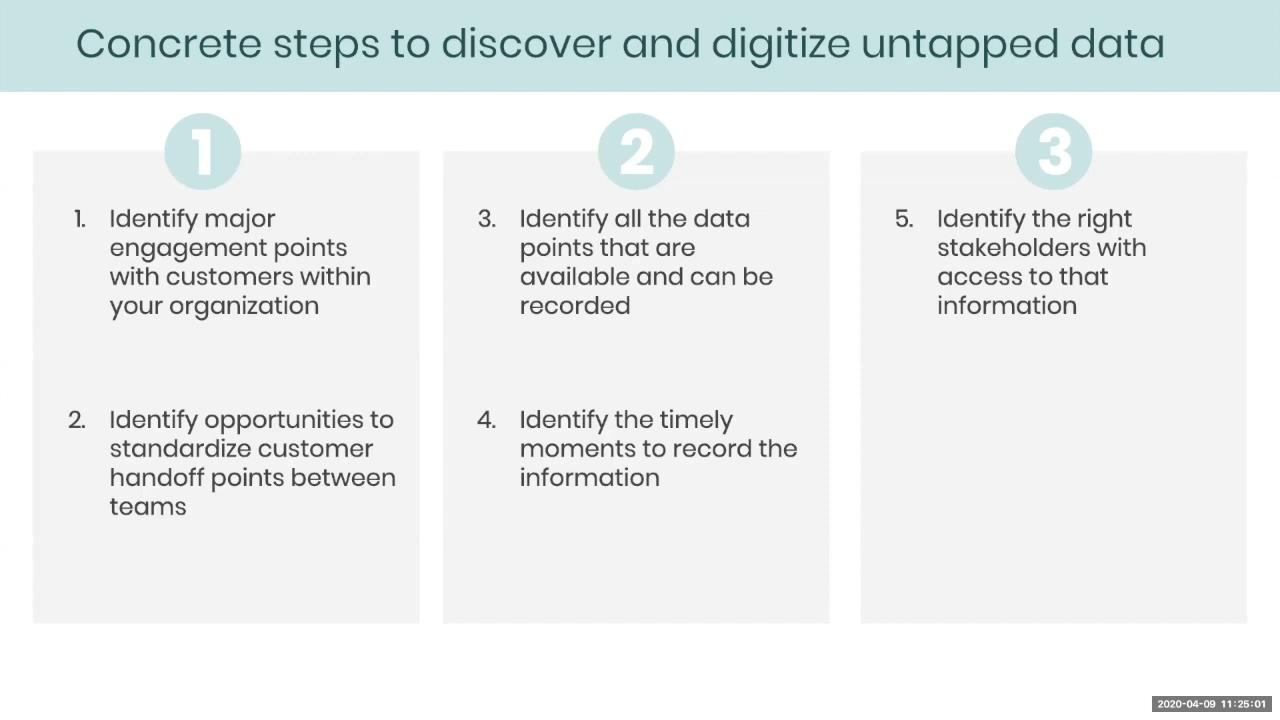 Concrete steps to discover and digitize untapped data
1
1. Identify major
engagement points
with customers within
your organization
2. Identify opportunities to
standardize customer
handoff points between
teams
2
3. Identify all the data
points that are
available and can be
recorded
4. Identify the timely
moments to record the
information
3
5. Identify the right
stakeholders with
access to that
information
2020-04-09 11:25:01